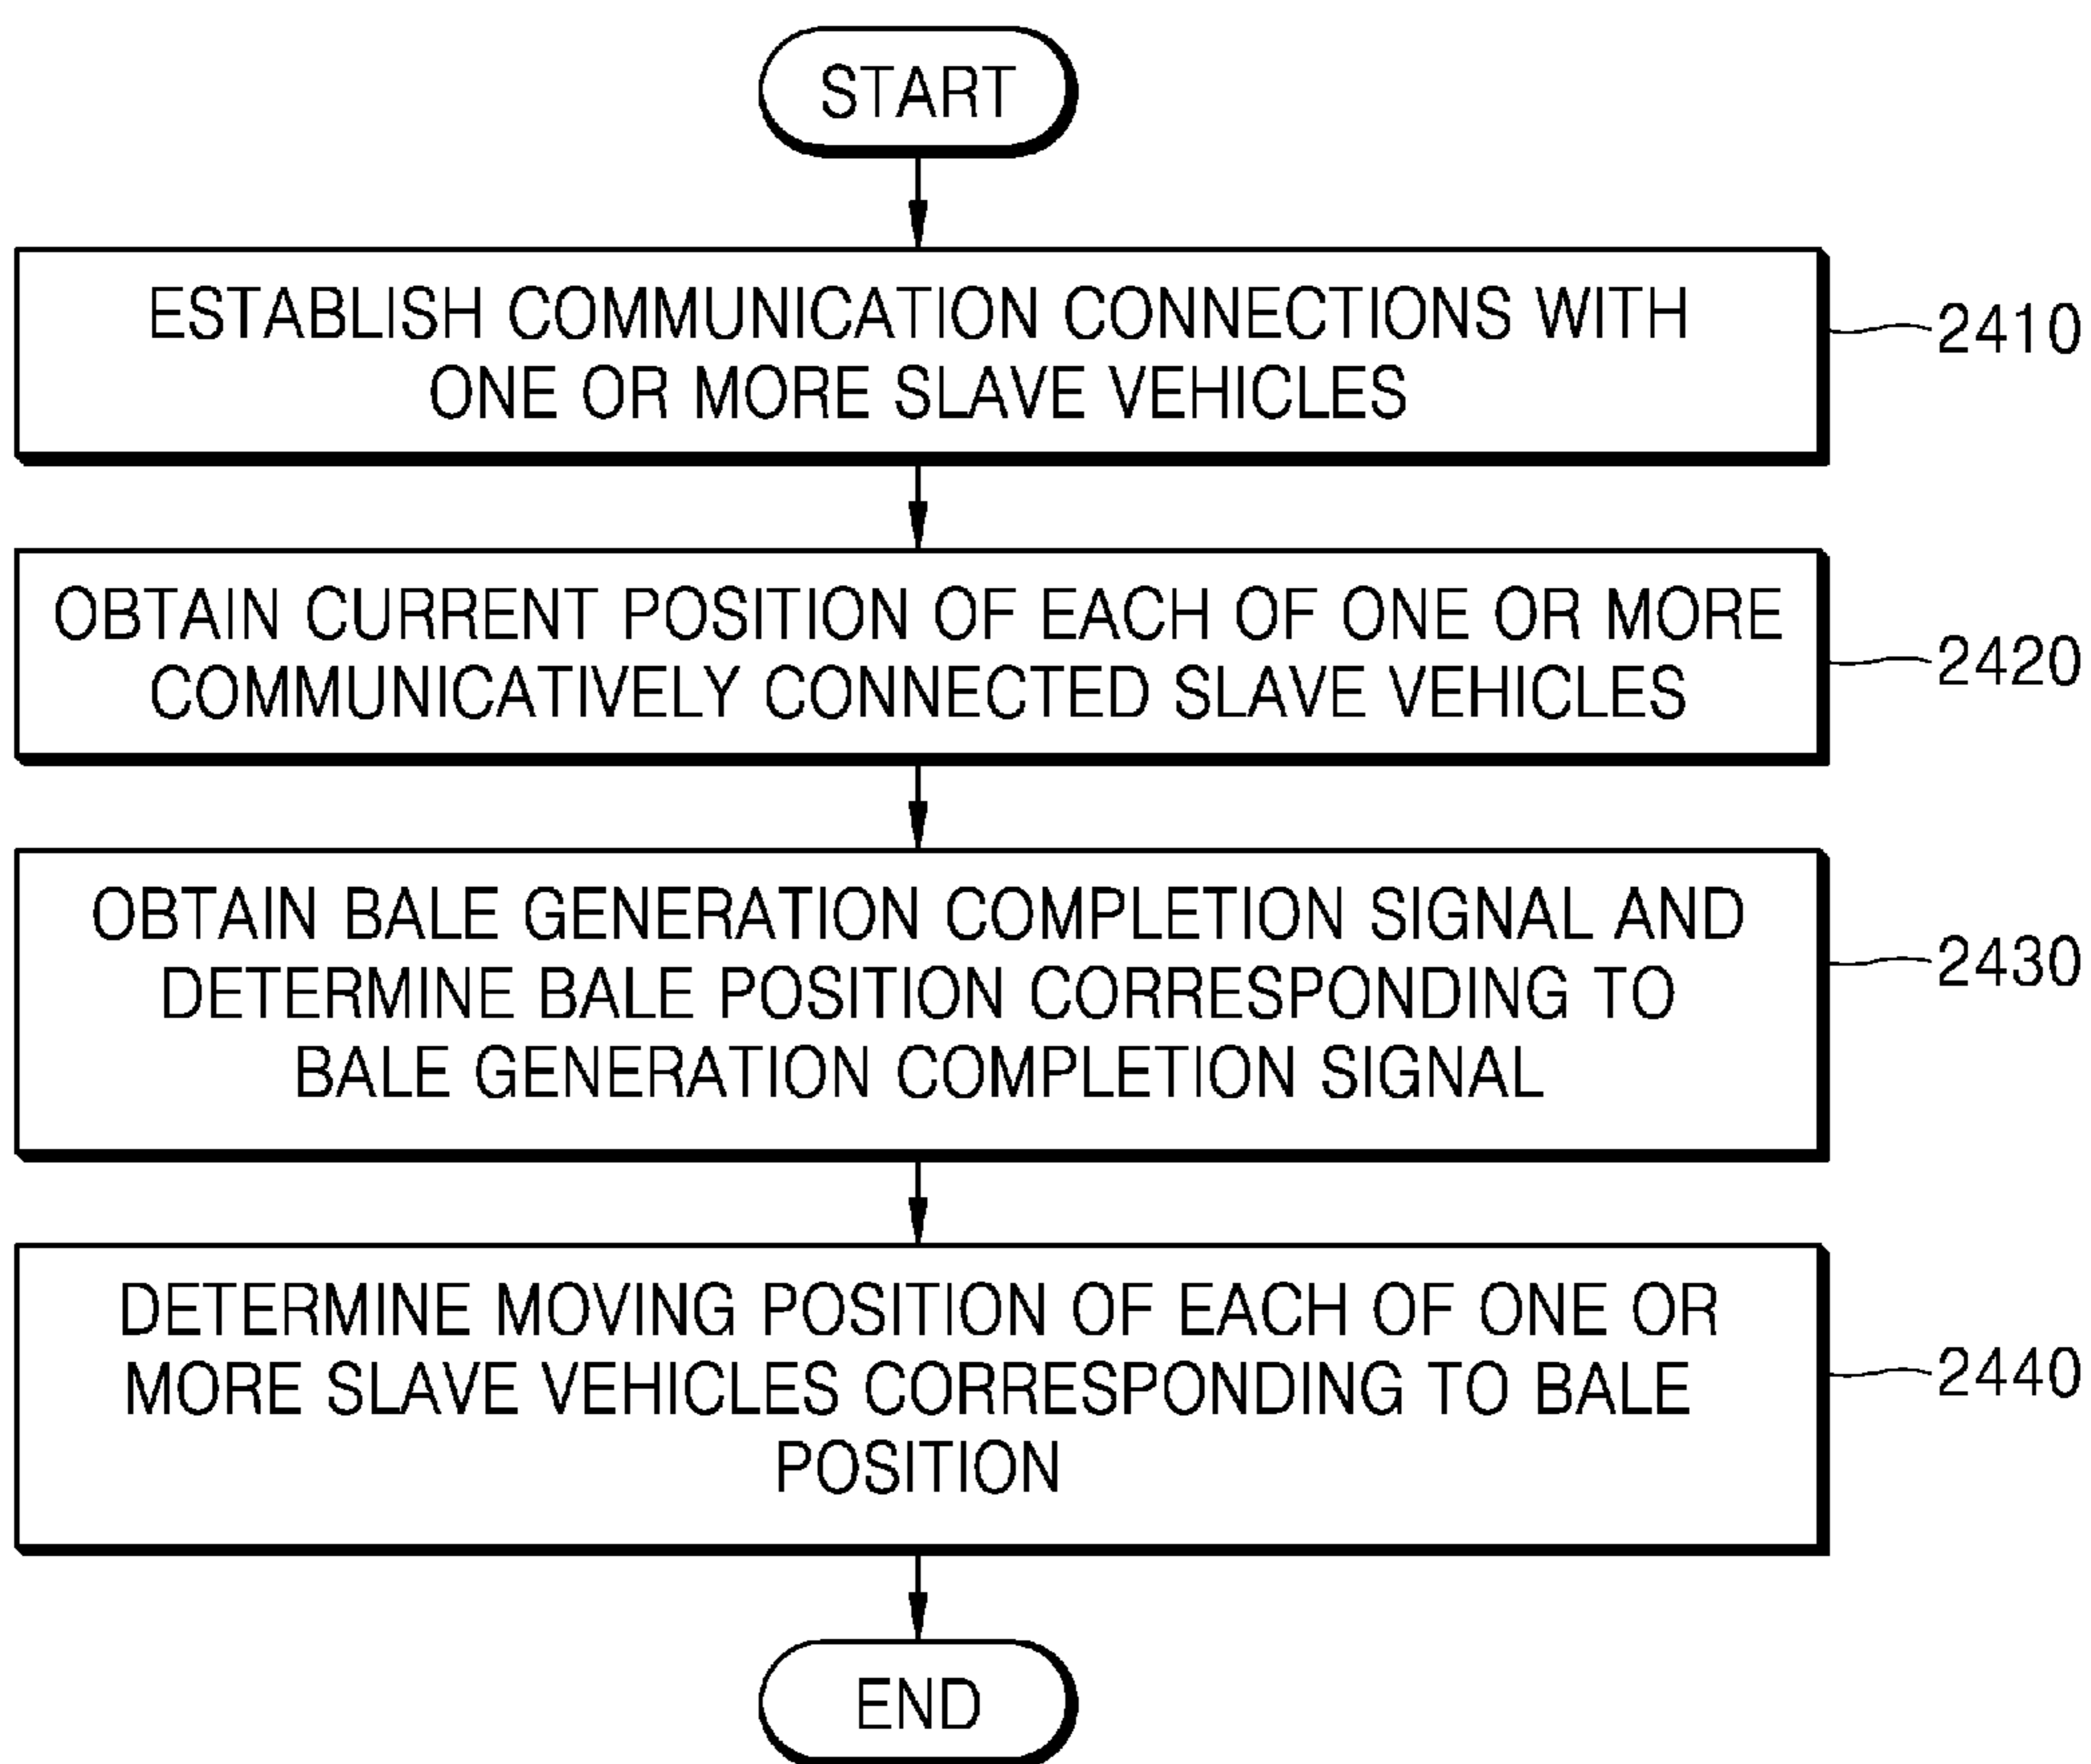 START
ESTABLISH COMMUNICATION CONNECTIONS WITH
ONE OR MORE SLAVE VEHICLES
2410
OBTAIN CURRENT POSITION OF EACH OF ONE OR MORE
COMMUNICATIVELY CONNECTED SLAVE VEHICLES
2420
OBTAIN BALE GENERATION COMPLETION SIGNAL AND
DETERMINE BALE POSITION CORRESPONDING TO
BALE GENERATION COMPLETION SIGNAL
2430
DETERMINE MOVING POSITION OF EACH OF ONE OR
MORE SLAVE VEHICLES CORRESPONDING TO BALE
POSITION
2440
END